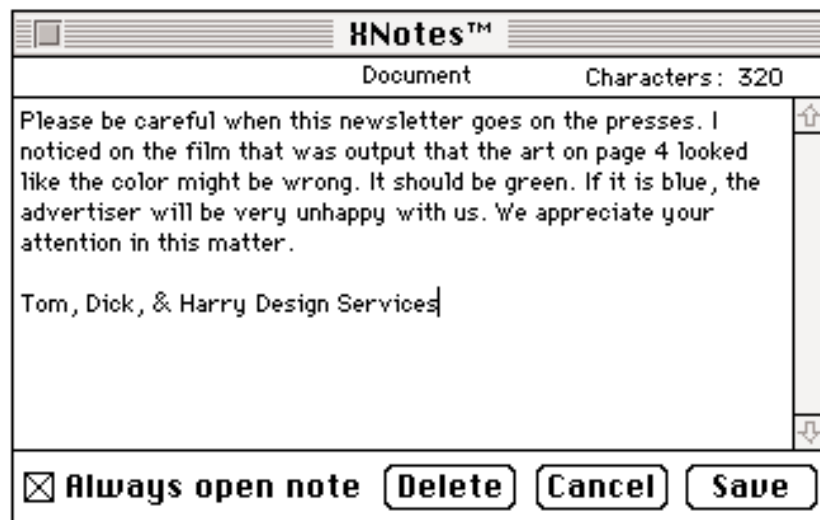 XNotes™
Document Characters: 320
Please be careful when this newsletter goes on the presses. I
noticed on the film that was output that the art on page 4 looked
like the color might be wrong. It should be green. If it is blue, the
advertiser will be very unhappy with us. We appreciate your
attention in this matter.
Tom, Dick, & Harry Design Services
Always open note Delete Cancel Save